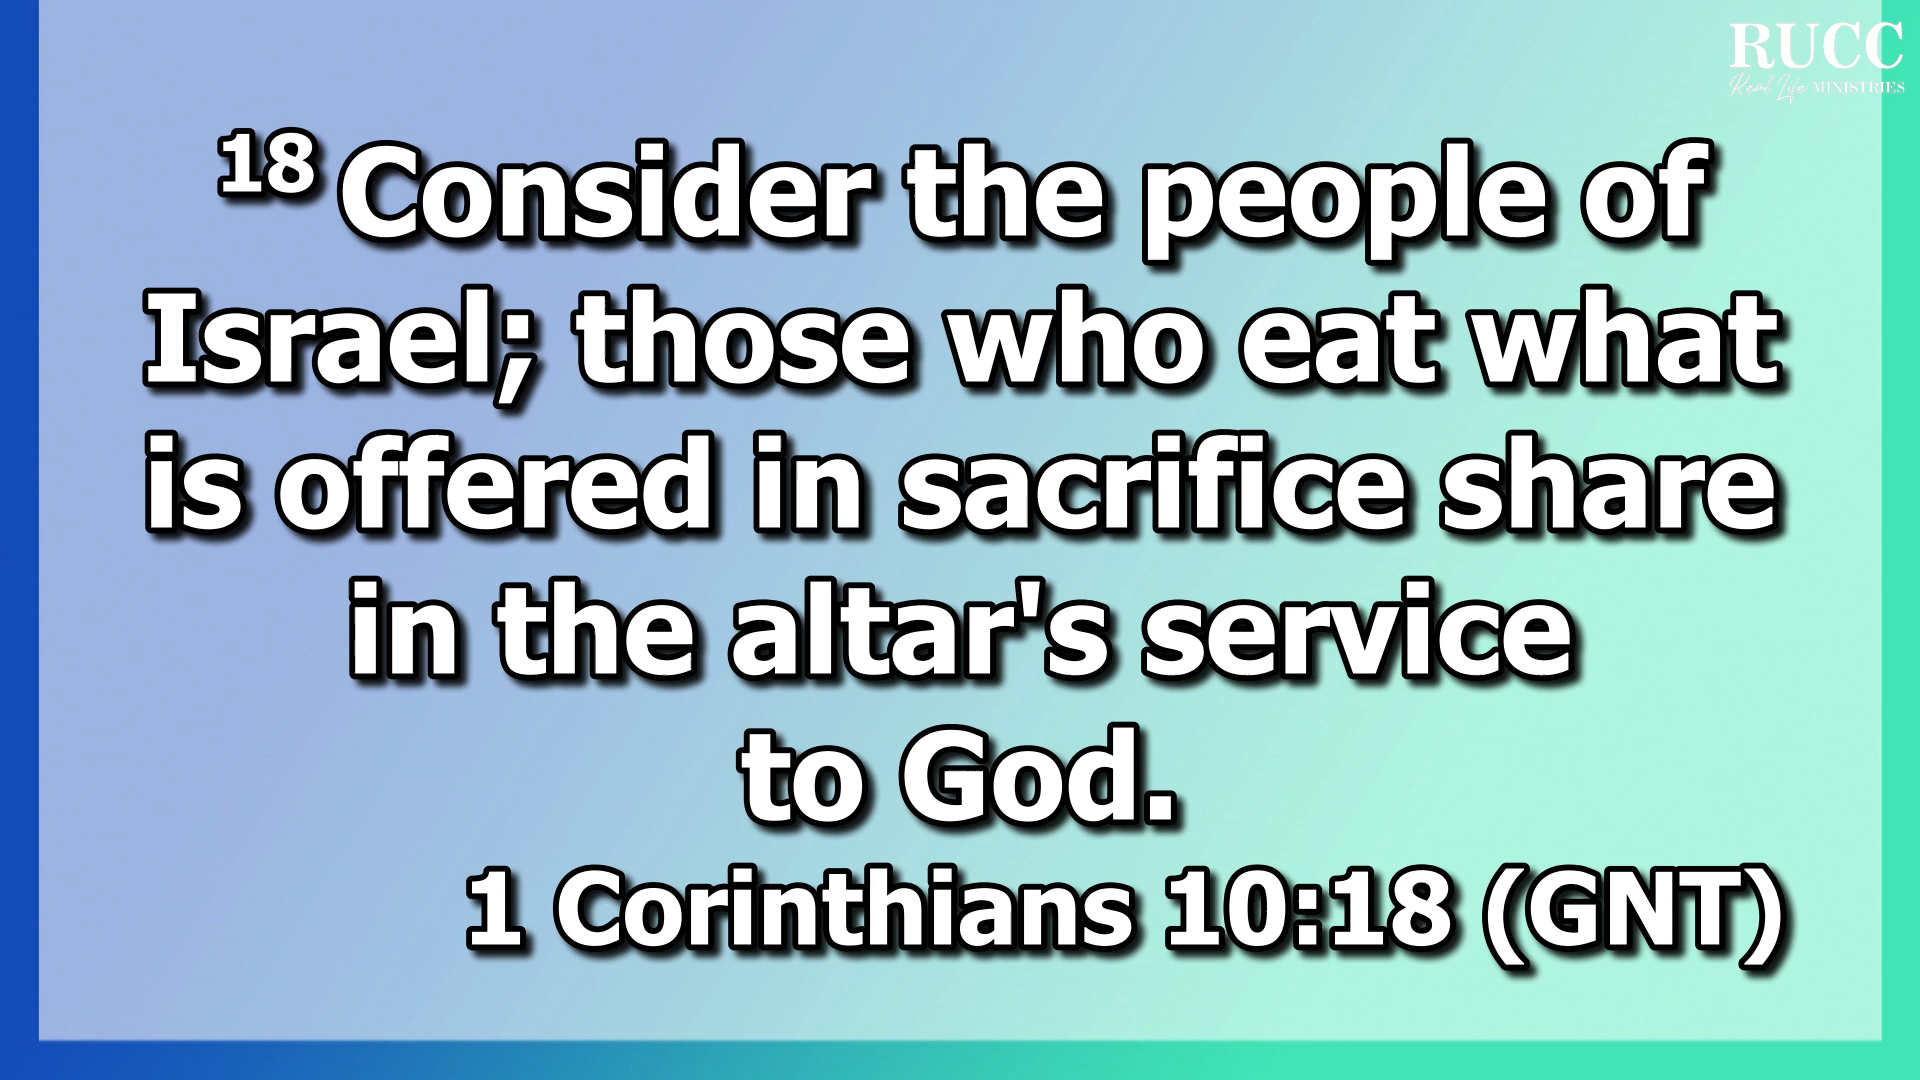 RUCC
Real Life MINISTRIES
18 Consider the people of
Israel; those who eat what
is offered in sacrifice share
in the altar's service
to God.
1 Corinthians 10:18 (GNT)